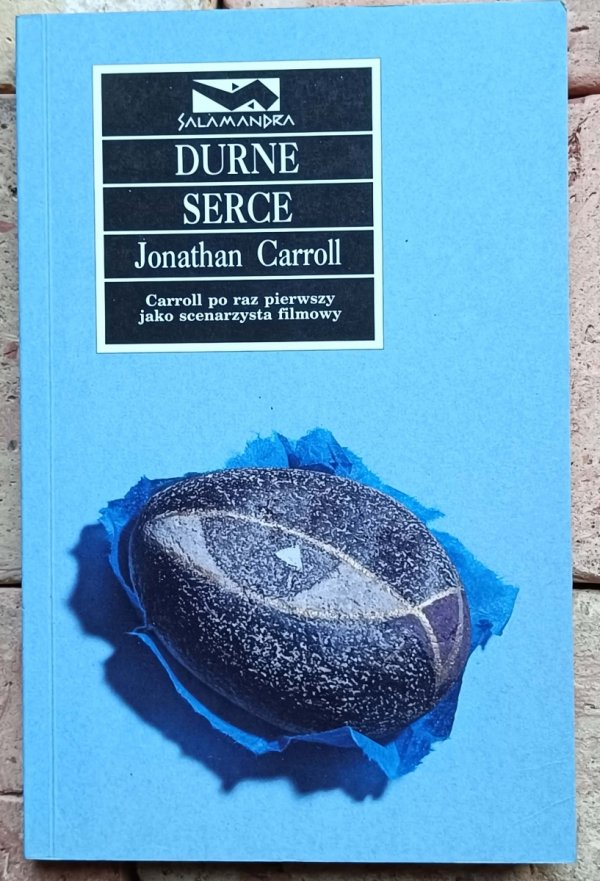 SALAMANDRA
DURNE
SERCE
Jonathan Carroll
Carroll po raz pierwszy
jako scenarzysta filmowy